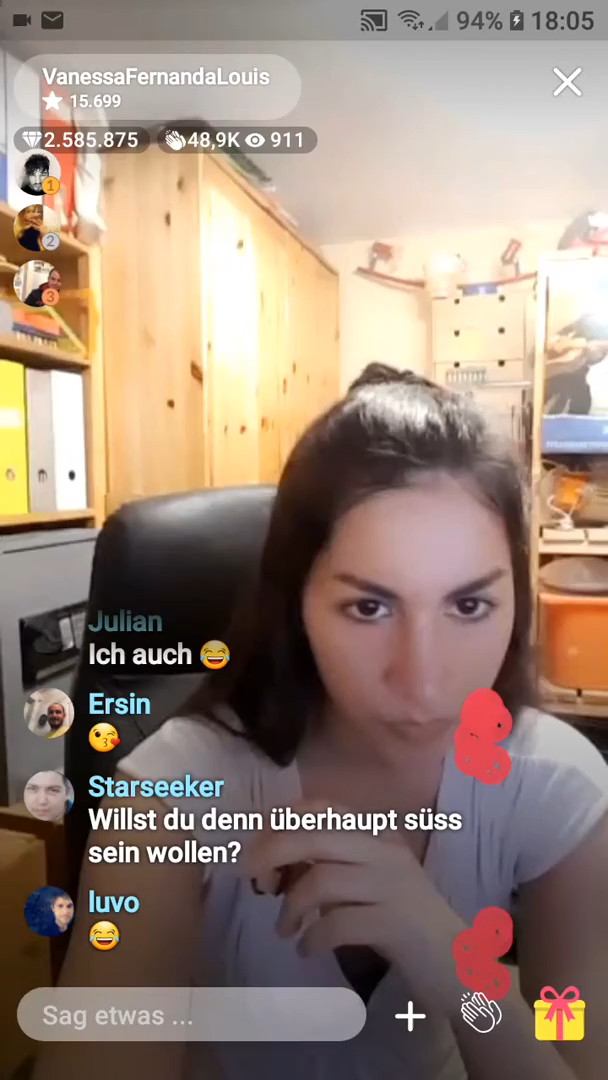 94% 18:05
VanessaFernandaLouis
15.699
2.585.875 48,9K 911
1
2
3
Julian
Ich auch 😂
Ersin
😘
Starseeker
Willst du denn überhaupt süss
sein wollen?
luvo
😂
Sag etwas ...